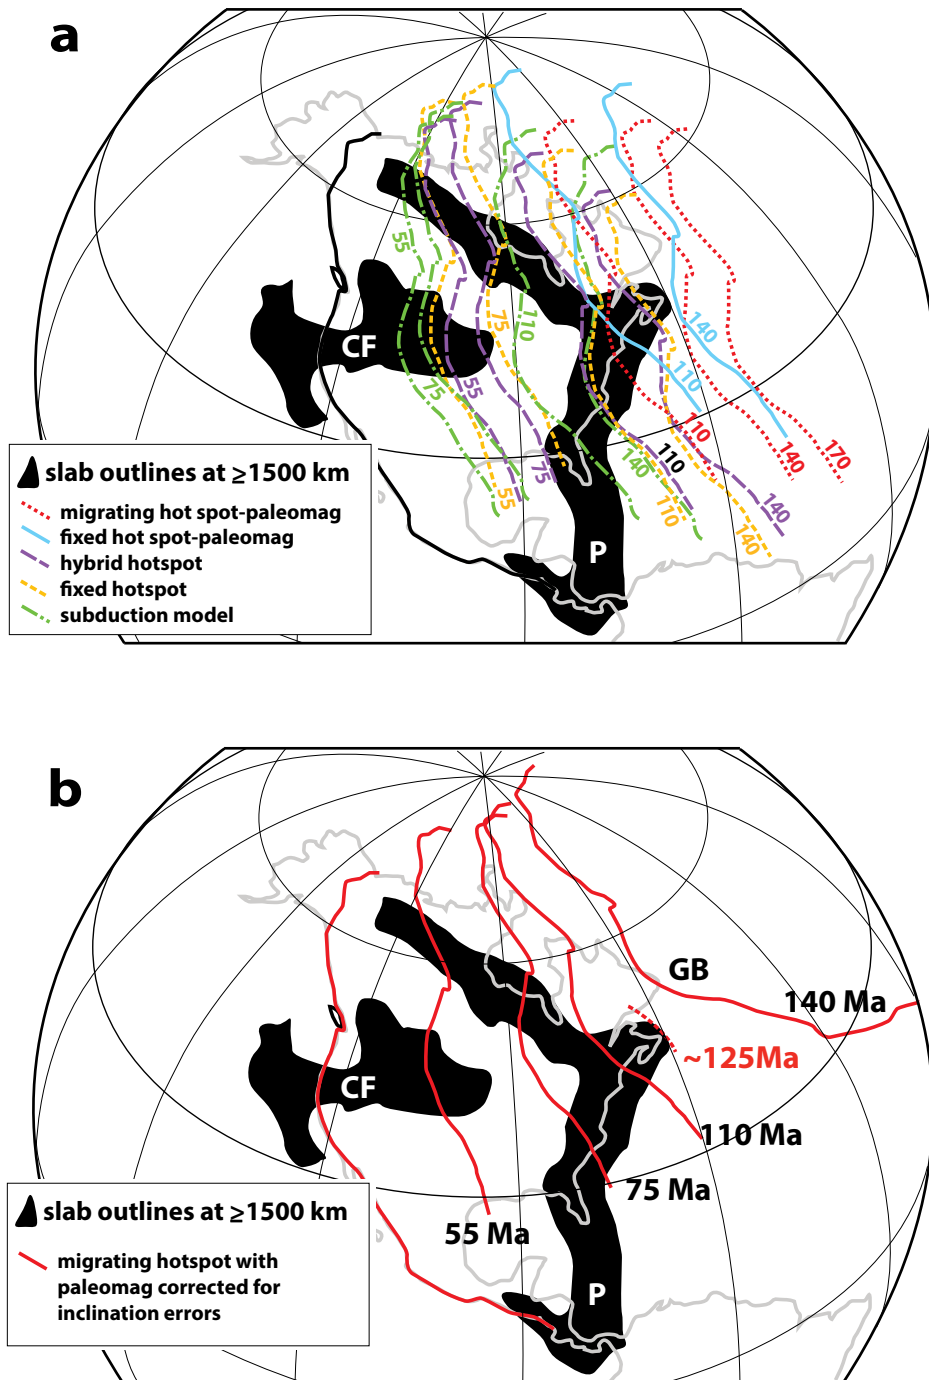 a
55
75
110
140
140
110
CF
75
55
75
55
110
140
110
110
140
170
140
140
P
slab outlines at ≥1500 km
migrating hot spot-paleomag
fixed hot spot-paleomag
hybrid hotspot
fixed hotspot
subduction model
b
GB
140 Ma
~125Ma
CF
110 Ma
75 Ma
55 Ma
P
slab outlines at ≥1500 km
migrating hotspot with
paleomag corrected for
inclination errors